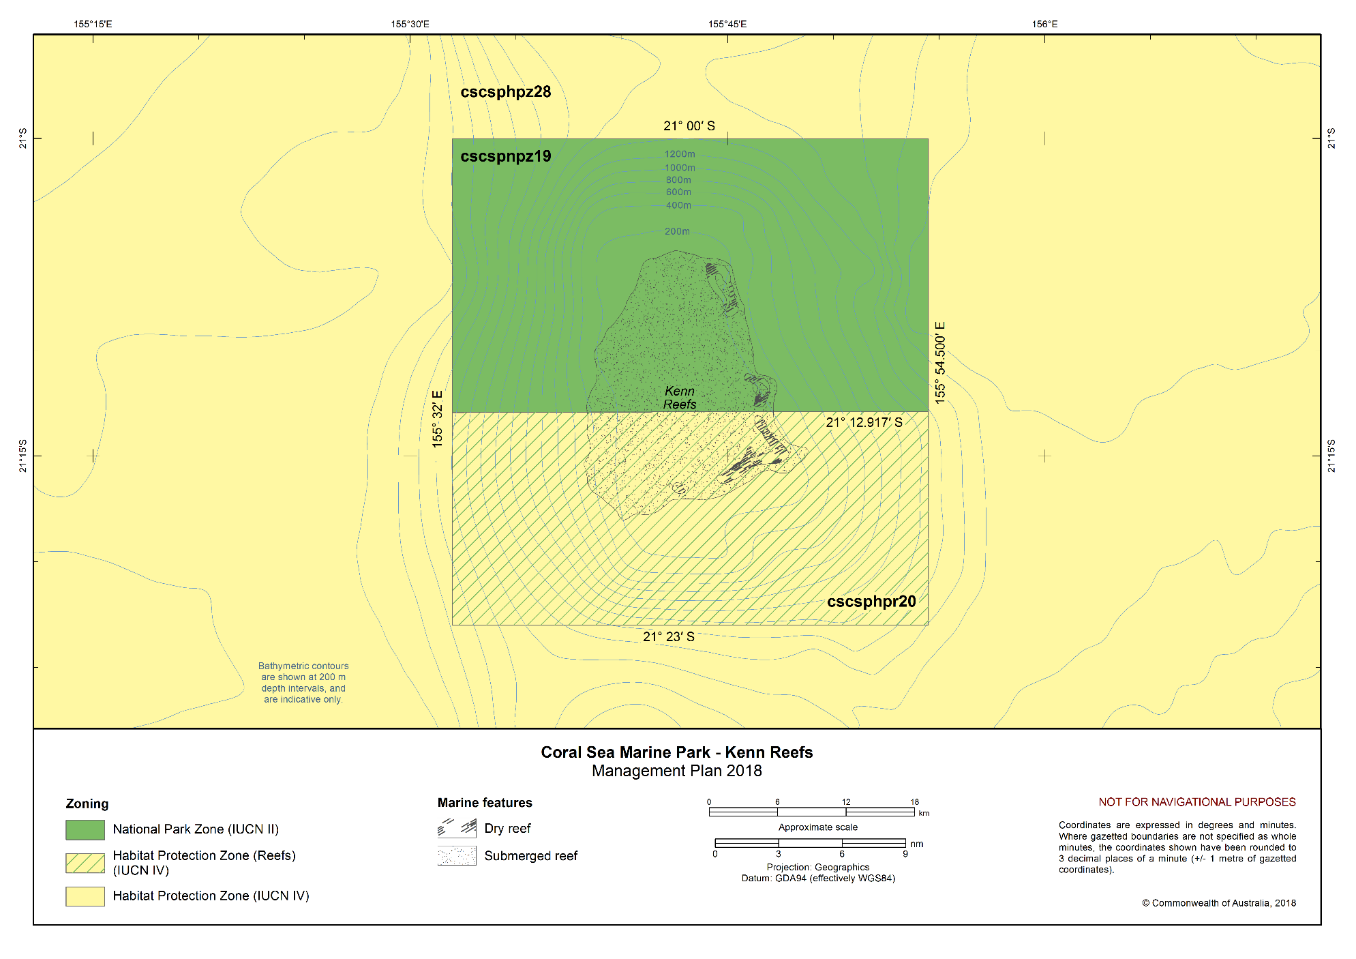 155°15'E
155°30'E
155°45'E
156°E
cscsphpz28
21° 00' S
21°S
21°S
cscspnpz19
1200m
1000m
800m
600m
400m
200m
155° 54.500' E
155° 32' E
Kenn
Reefs
21° 12.917' S
21°15'S
21°15'S
cscsphpr20
21° 23' S
Bathymetric contours
are shown at 200 m
depth intervals, and
are indicative only.
Coral Sea Marine Park - Kenn Reefs
Management Plan 2018
Zoning
National Park Zone (IUCN II)
Habitat Protection Zone (Reefs)
(IUCN IV)
Habitat Protection Zone (IUCN IV)
Marine features
Dry reef
Submerged reef
0 6 12 18
km
Approximate scale
nm
0 3 6 9
Projection: Geographics
Datum: GDA94 (effectively WGS84)
NOT FOR NAVIGATIONAL PURPOSES
Coordinates are expressed in degrees and minutes.
Where gazetted boundaries are not specified as whole
minutes, the coordinates shown have been rounded to
3 decimal places of a minute (+/- 1 metre of gazetted
coordinates).
© Commonwealth of Australia, 2018